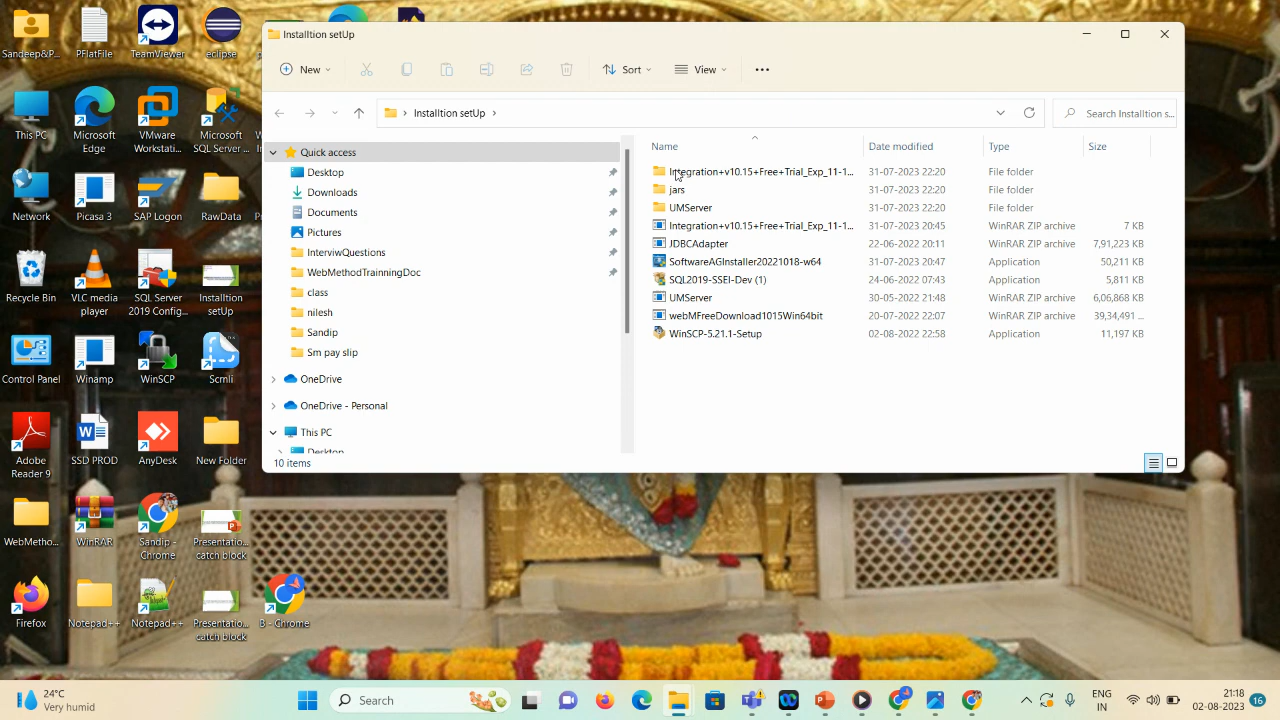 Installtion setUp
New
Sort
View
Installtion setUp
Search Installtion s...
Quick access
Desktop
Downloads
Documents
Pictures
InterviwQuestions
WebMethodTranningDoc
class
nilesh
Sandip
Sm pay slip
OneDrive
OneDrive - Personal
This PC
Desktop
10 items
Name Date modified Type Size
Integration+v10.15+Free+Trial_Exp_11-1... 31-07-2023 22:20 File folder
jars 31-07-2023 22:20 File folder
UMServer 31-07-2023 22:20 File folder
Integration+v10.15+Free+Trial_Exp_11-1... 31-07-2023 20:45 WinRAR ZIP archive 7 KB
JDBCAdapter 22-06-2022 20:11 WinRAR ZIP archive 7,91,223 KB
SoftwareAGInstaller20221018-w64 31-07-2023 20:47 Application 50,211 KB
SQL2019-SSEI-Dev (1) 24-06-2022 07:43 Application 5,811 KB
UMServer 30-05-2022 21:48 WinRAR ZIP archive 6,06,868 KB
webMFreeDownload1015Win64bit 20-07-2022 22:07 WinRAR ZIP archive 39,34,491 ...
WinSCP-5.21.1-Setup 02-08-2022 22:58 Application 11,197 KB
Sandeep&P... PFlatFile TeamViewer eclipse
This PC Microsoft Edge VMware Workstati... Microsoft SQL Server ...
Network Picasa 3 SAP Logon RawData
Recycle Bin VLC media player SQL Server 2019 Config... Installtion setUp
Control Panel Winamp WinSCP Scrnli
Adobe Reader 9 SSD PROD AnyDesk New Folder
WebMetho... WinRAR Sandip - Chrome Presentatio... catch block
Firefox Notepad++ Notepad++ Presentatio... catch block B - Chrome
24°C
Very humid
Search
ENG
IN
21:18
02-08-2023
16